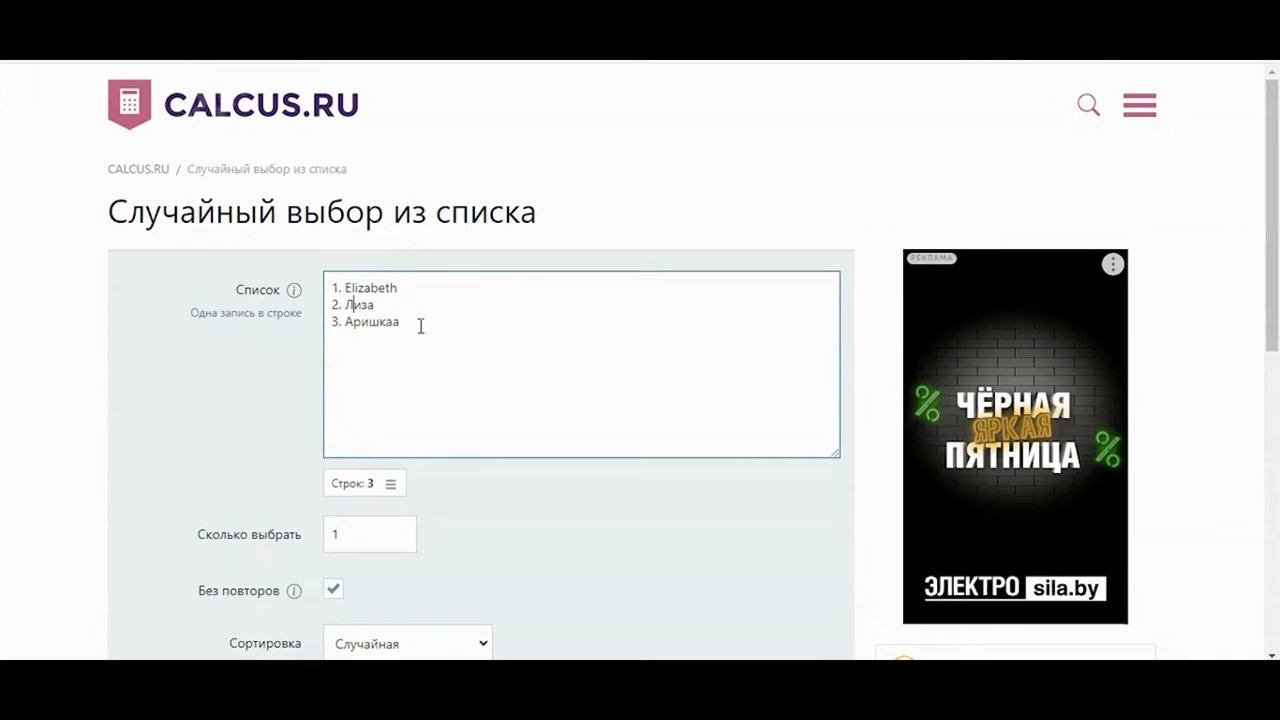 CALCUS.RU
CALCUS.RU / Случайный выбор из списка
Случайный выбор из списка
Список
Одна запись в строке
1. Elizabeth
2. Лиза
3. Аришкаа
Строк: 3
Сколько выбрать
1
Без повторов
Сортировка
Случайная
РЕКЛАМА
ЧЁРНАЯ
ЯРКАЯ
ПЯТНИЦА
ЭЛЕКТРО sila.by